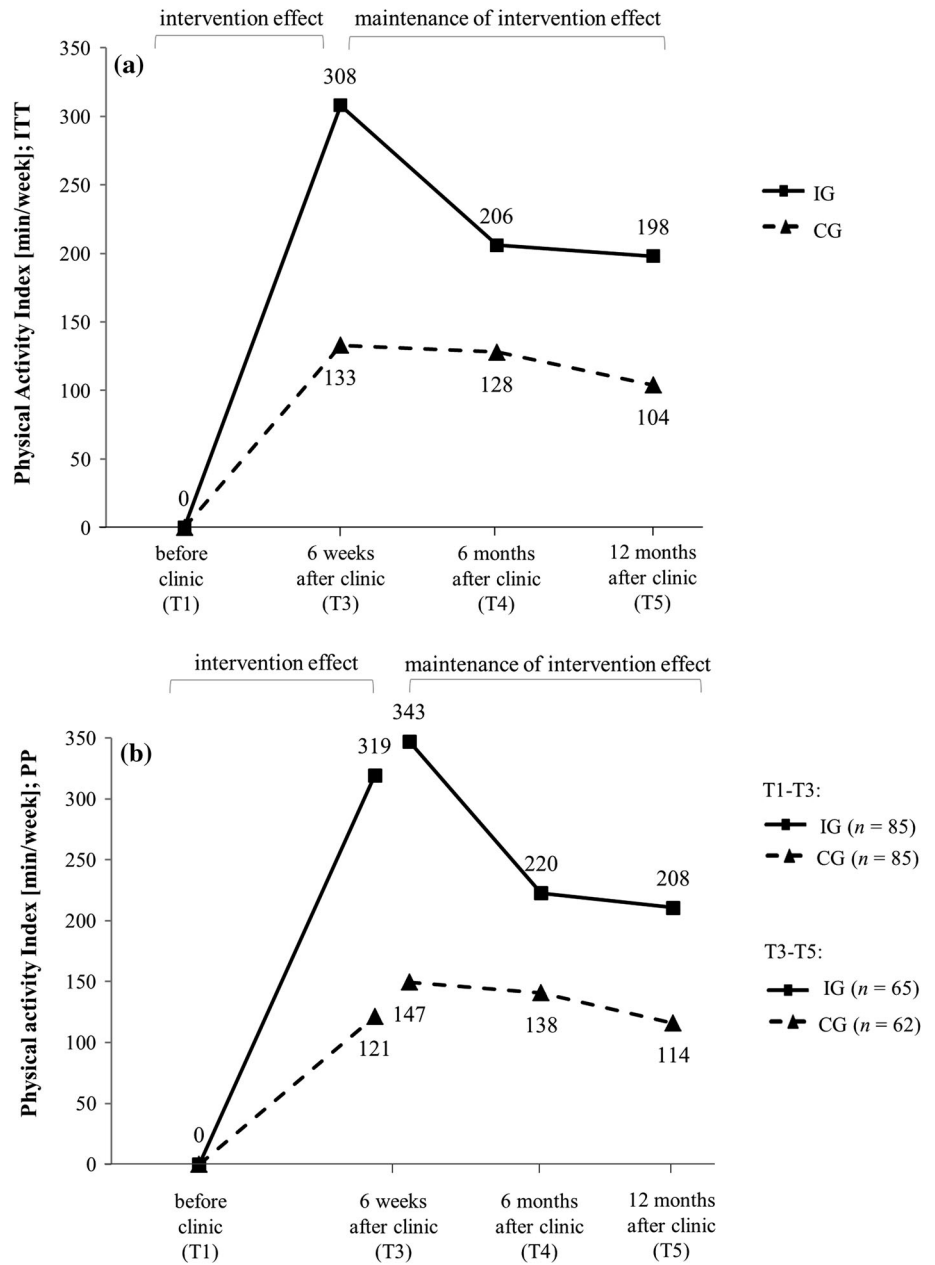 intervention effect
maintenance of intervention effect
(a)
Physical Activity Index [min/week]; ITT
350
300
250
200
150
100
50
0
308
206
198
133
128
104
0
IG
CG
before
clinic
(T1)
6 weeks
after clinic
(T3)
6 months
after clinic
(T4)
12 months
after clinic
(T5)
intervention effect
maintenance of intervention effect
(b)
Physical activity Index [min/week]; PP
350
300
250
200
150
100
50
0
319
343
220
208
121
147
138
114
0
T1-T3:
IG (n = 85)
CG (n = 85)
T3-T5:
IG (n = 65)
CG (n = 62)
before
clinic
(T1)
6 weeks
after clinic
(T3)
6 months
after clinic
(T4)
12 months
after clinic
(T5)